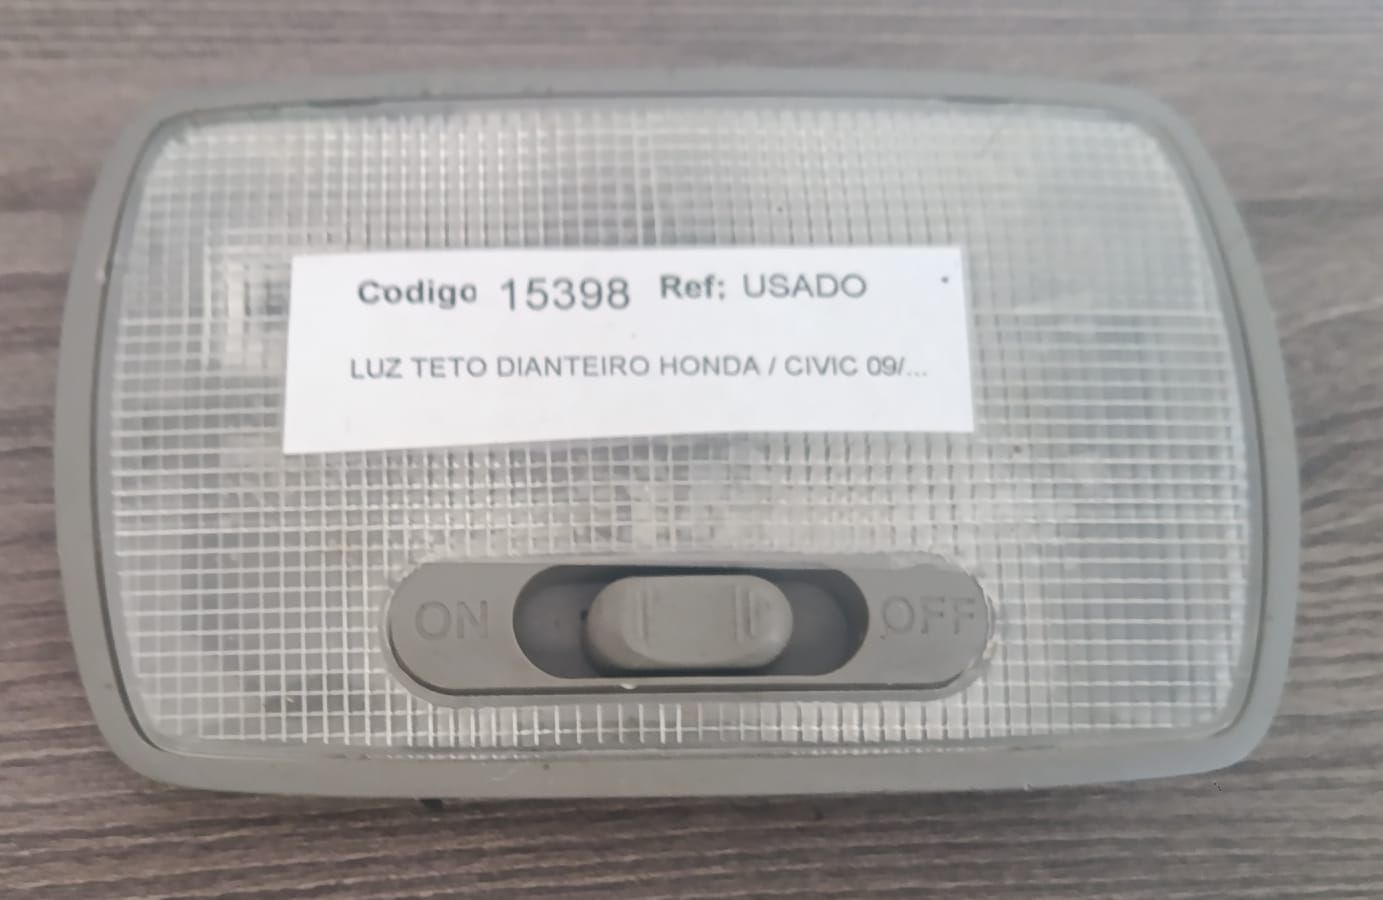 Codigo 15398 Ref: USADO
LUZ TETO DIANTEIRO HONDA / CIVIC 09/...
ON OFF